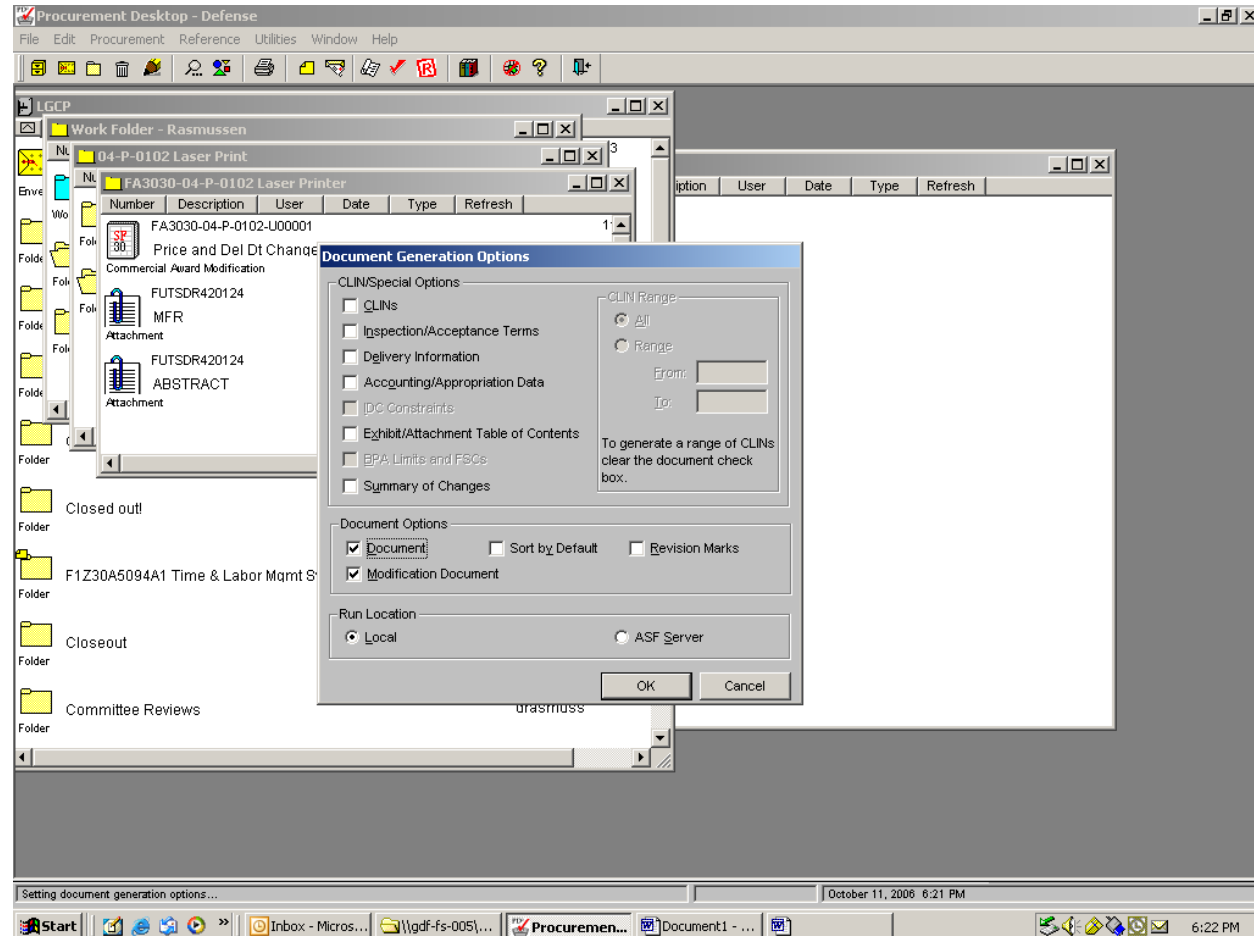 Procurement Desktop - Defense
File Edit Procurement Reference Utilities Window Help
LGCP
Work Folder - Rasmussen
04-P-0102 Laser Print
FA3030-04-P-0102 Laser Printer
Number Description User Date Type Refresh
iption User Date Type Refresh
FA3030-04-P-0102-U00001
Price and Del Dt Change
Commercial Award Modification
FUTSDR420124
MFR
Attachment
FUTSDR420124
ABSTRACT
Attachment
Folder
Closed out!
Folder
F1Z30A5094A1 Time & Labor Mgmt S
Folder
Closeout
Folder
Committee Reviews
Folder
Document Generation Options
CLIN/Special Options
CLINs
Inspection/Acceptance Terms
Delivery Information
Accounting/Appropriation Data
IDC Constraints
Exhibit/Attachment Table of Contents
BPA Limits and FSCs
Summary of Changes
CLIN Range
All
Range
From:
To:
To generate a range of CLINs
clear the document check
box.
Document Options
Document Sort by Default Revision Marks
Modification Document
Run Location
Local ASF Server
OK Cancel
Setting document generation options... October 11, 2006 6:21 PM
Start Inbox - Micros... \\gdf-fs-005\... Procuremen... Document1 - ... 6:22 PM